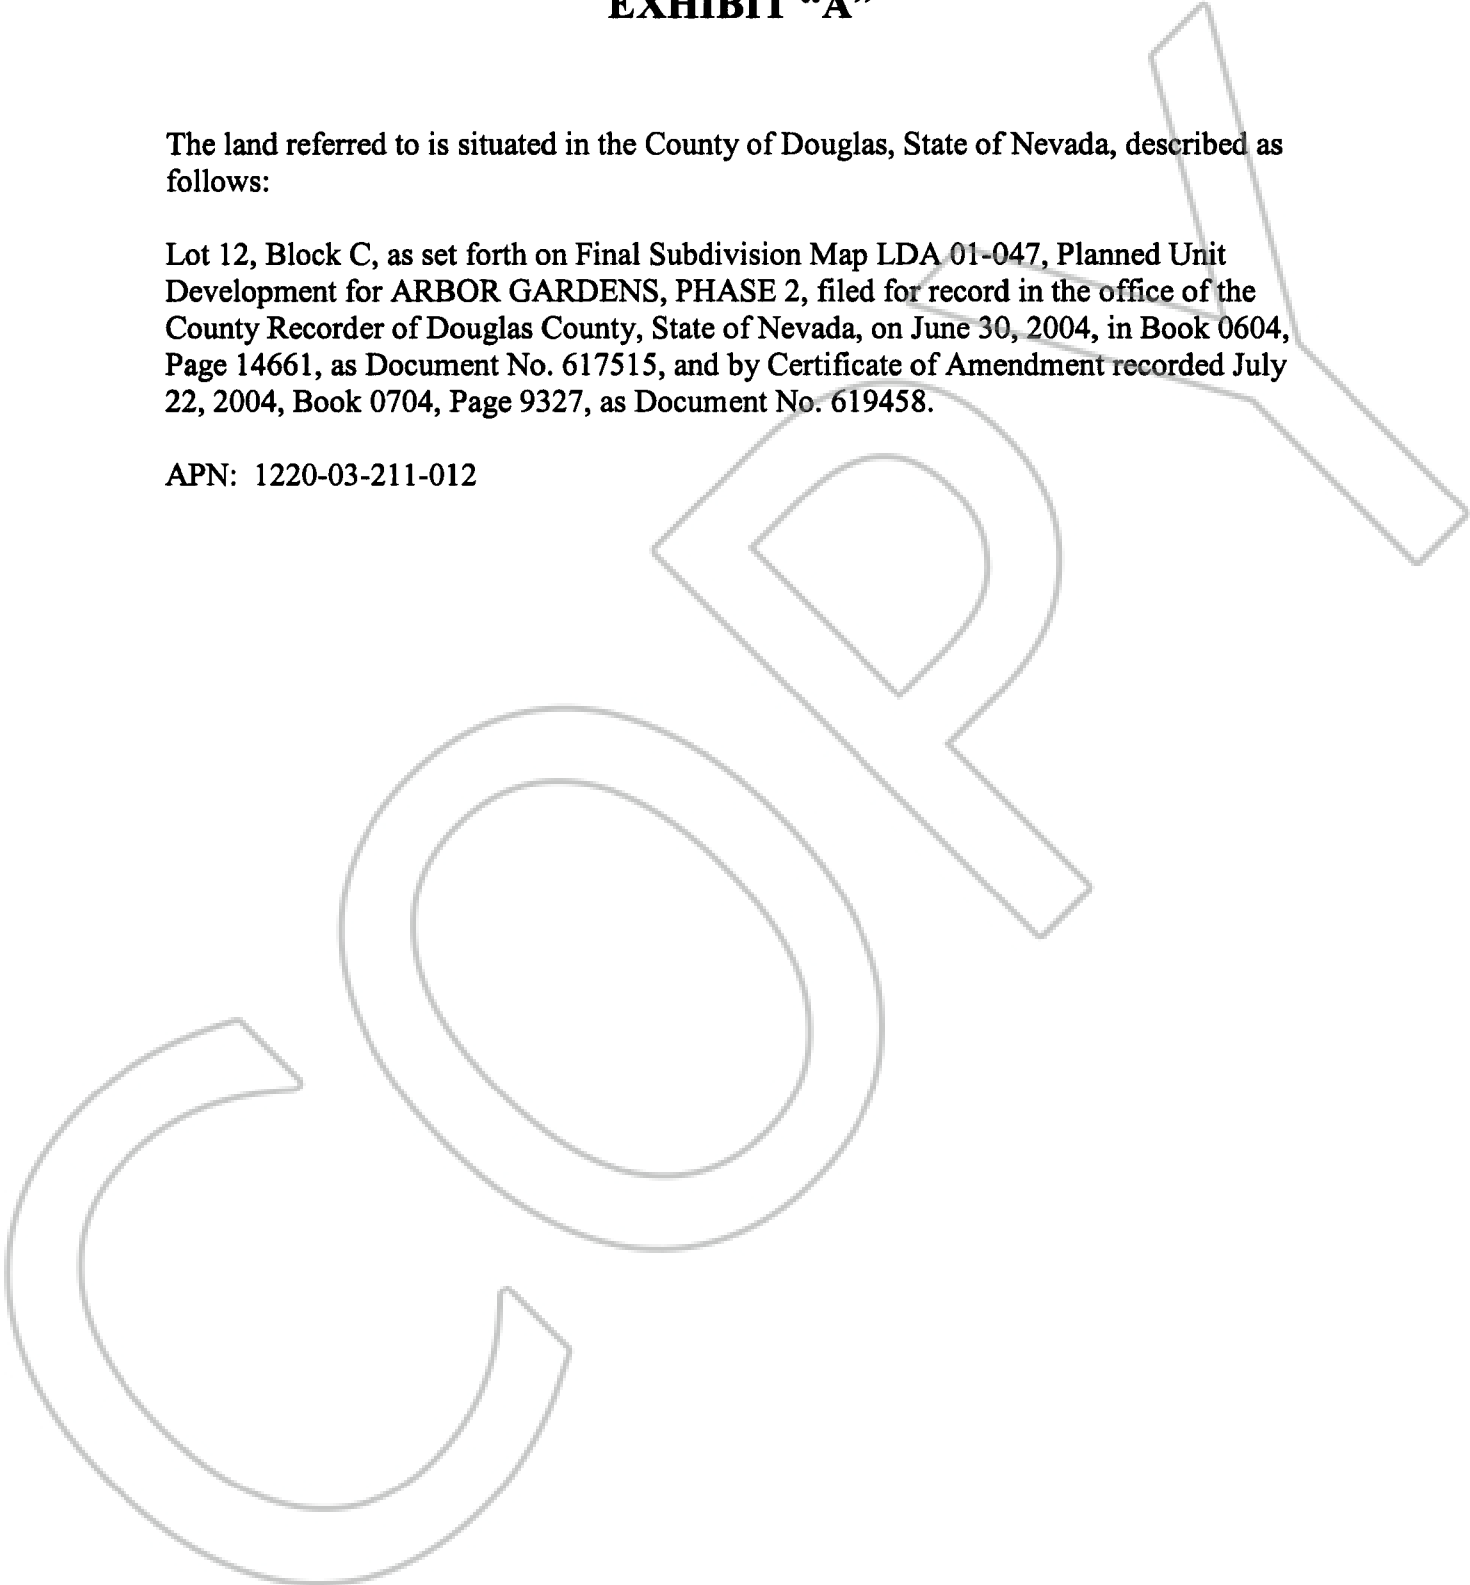 EXHIBIT “A”
The land referred to is situated in the County of Douglas, State of Nevada, described as
follows:
Lot 12, Block C, as set forth on Final Subdivision Map LDA 01-047, Planned Unit
Development for ARBOR GARDENS, PHASE 2, filed for record in the office of the
County Recorder of Douglas County, State of Nevada, on June 30, 2004, in Book 0604,
Page 14661, as Document No. 617515, and by Certificate of Amendment recorded July
22, 2004, Book 0704, Page 9327, as Document No. 619458.
APN:  1220-03-211-012
COPY